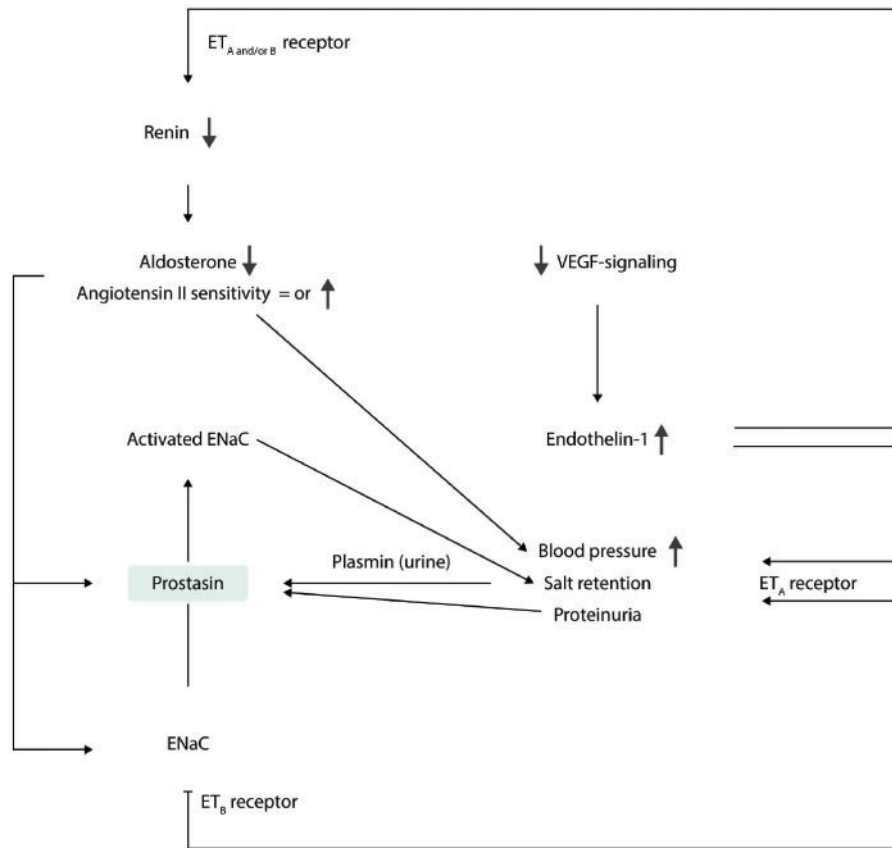 ET A and/or B receptor
Renin
Aldosterone
Angiotensin II sensitivity = or
VEGF-signaling
Activated ENaC
Endothelin-1
Blood pressure
Plasmin (urine)
Prostasin
Salt retention
ET A receptor
Proteinuria
ENaC
ET B receptor